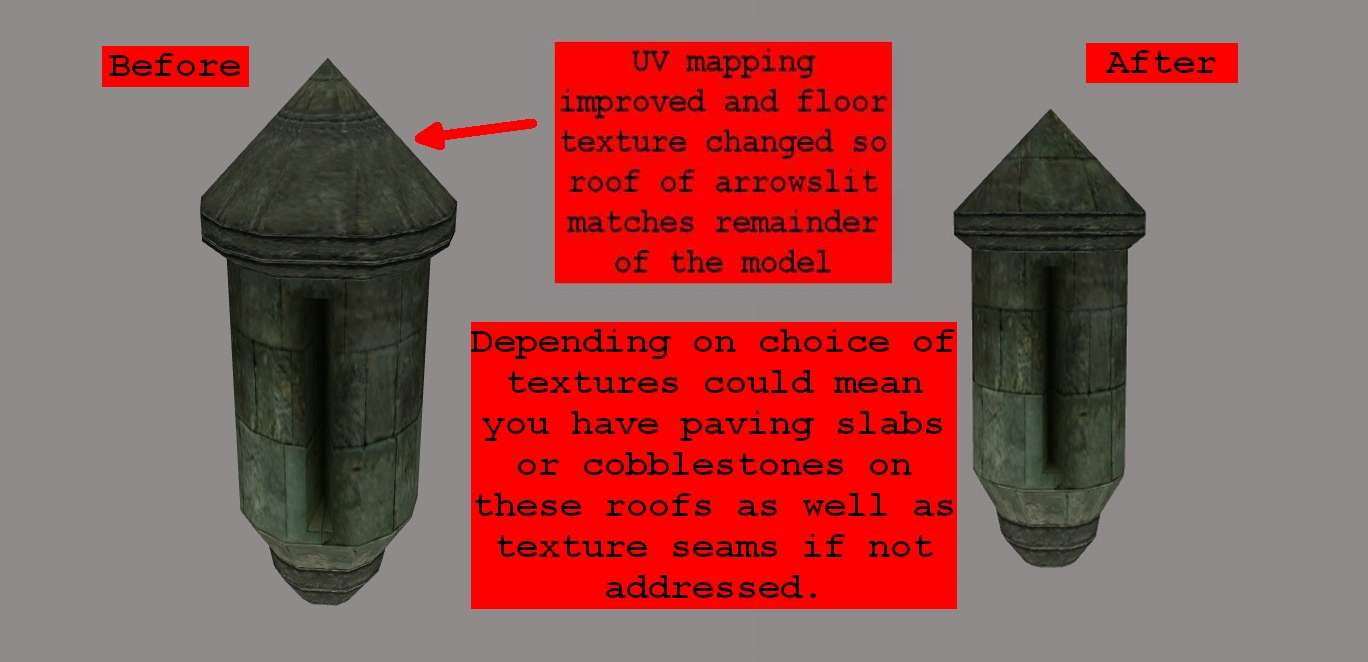 Before
UV mapping
improved and floor
texture changed so
roof of arrowslit
matches remainder
of the model
After
Depending on choice of
textures could mean
you have paving slabs
or cobblestones on
these roofs as well as
texture seams if not
addressed.